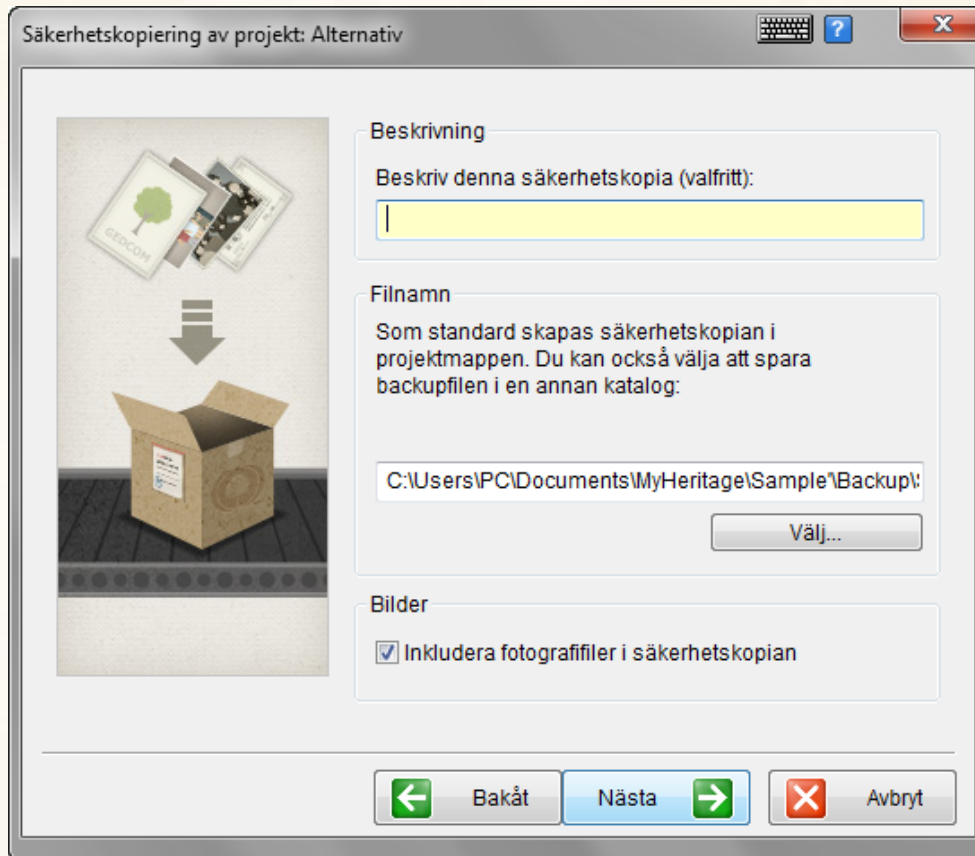 Säkerhetskopiering av projekt: Alternativ
?
X
GEDCOM
Beskrivning
Beskriv denna säkerhetskopia (valfritt):
Filnamn
Som standard skapas säkerhetskopian i
projektmappen. Du kan också välja att spara
backupfilen i en annan katalog:
C:\Users\PC\Documents\MyHeritage\Sample'\Backup\
Välj...
Bilder
Inkludera fotografifiler i säkerhetskopian
Bakåt
Nästa
Avbryt